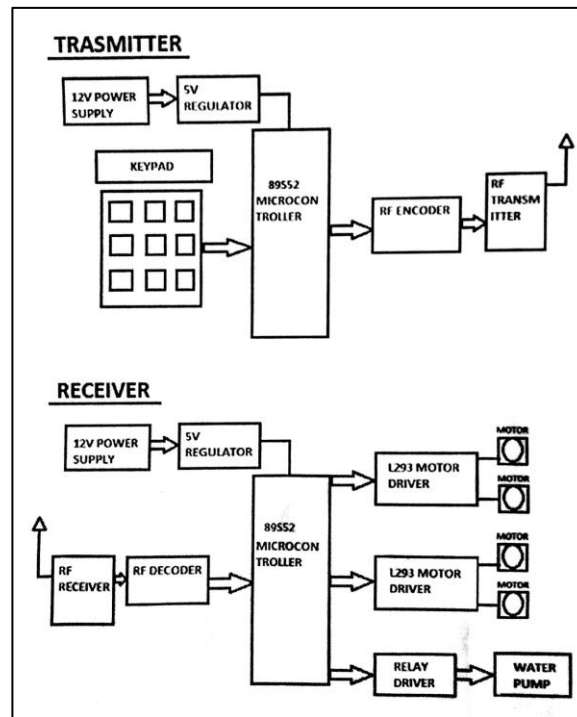 TRASMITTER
12V POWER
SUPPLY
5V
REGULATOR
KEYPAD
89S52
MICROCON
TROLLER
RF ENCODER
RF
TRANSM
ITTER
RECEIVER
12V POWER
SUPPLY
5V
REGULATOR
RF
RECEIVER
RF DECODER
89S52
MICROCON
TROLLER
L293 MOTOR
DRIVER
MOTOR
MOTOR
L293 MOTOR
DRIVER
MOTOR
MOTOR
RELAY
DRIVER
WATER
PUMP